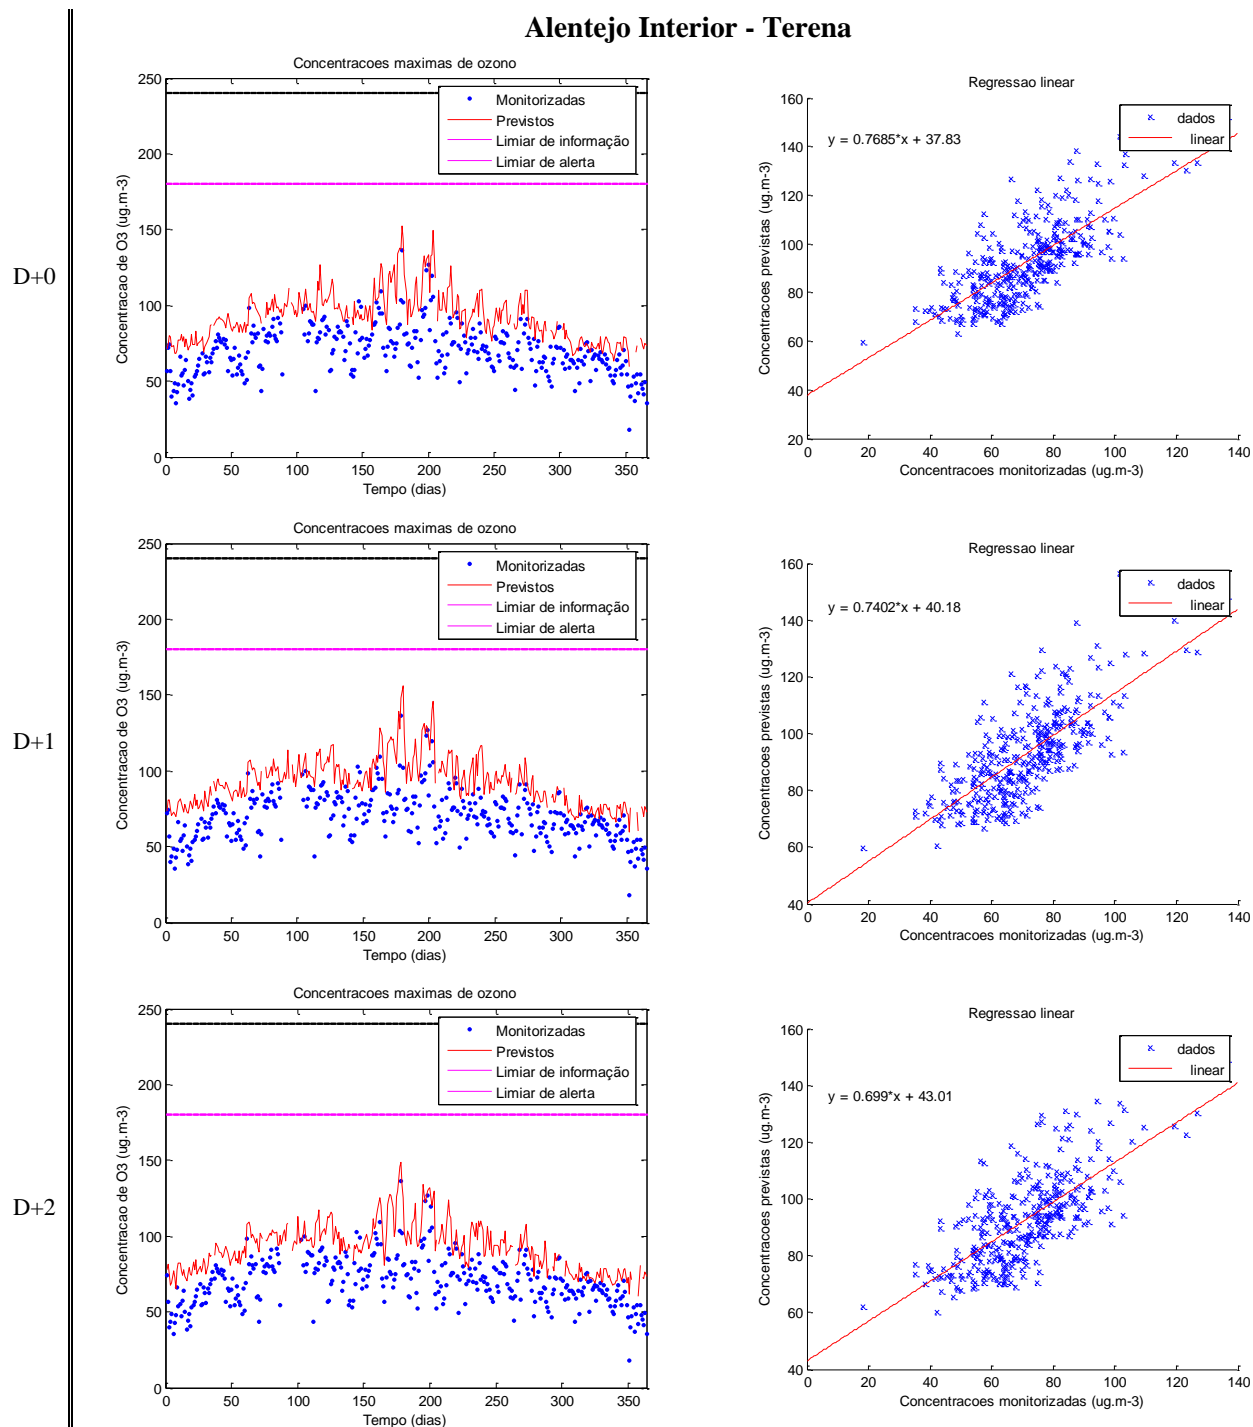 Alentejo Interior - Terena
D+0
Concentracoes maximas de ozono
250
200
150
100
50
0
Concentracao de O3 (ug.m-3)
Monitorizadas
Previstos
Limiar de informação
Limiar de alerta
0 50 100 150 200 250 300 350
Tempo (dias)
Regressao linear
160
140
120
100
80
60
40
20
Concentracoes previstas (ug.m-3)
y = 0.7685*x + 37.83
dados
linear
0 20 40 60 80 100 120 140
Concentracoes monitorizadas (ug.m-3)
D+1
Concentracoes maximas de ozono
250
200
150
100
50
0
Concentracao de O3 (ug.m-3)
Monitorizadas
Previstos
Limiar de informação
Limiar de alerta
0 50 100 150 200 250 300 350
Tempo (dias)
Regressao linear
160
140
120
100
80
60
40
Concentracoes previstas (ug.m-3)
y = 0.7402*x + 40.18
dados
linear
0 20 40 60 80 100 120 140
Concentracoes monitorizadas (ug.m-3)
D+2
Concentracoes maximas de ozono
250
200
150
100
50
0
Concentracao de O3 (ug.m-3)
Monitorizadas
Previstos
Limiar de informação
Limiar de alerta
0 50 100 150 200 250 300 350
Tempo (dias)
Regressao linear
160
140
120
100
80
60
40
Concentracoes previstas (ug.m-3)
y = 0.699*x + 43.01
dados
linear
0 20 40 60 80 100 120 140
Concentracoes monitorizadas (ug.m-3)